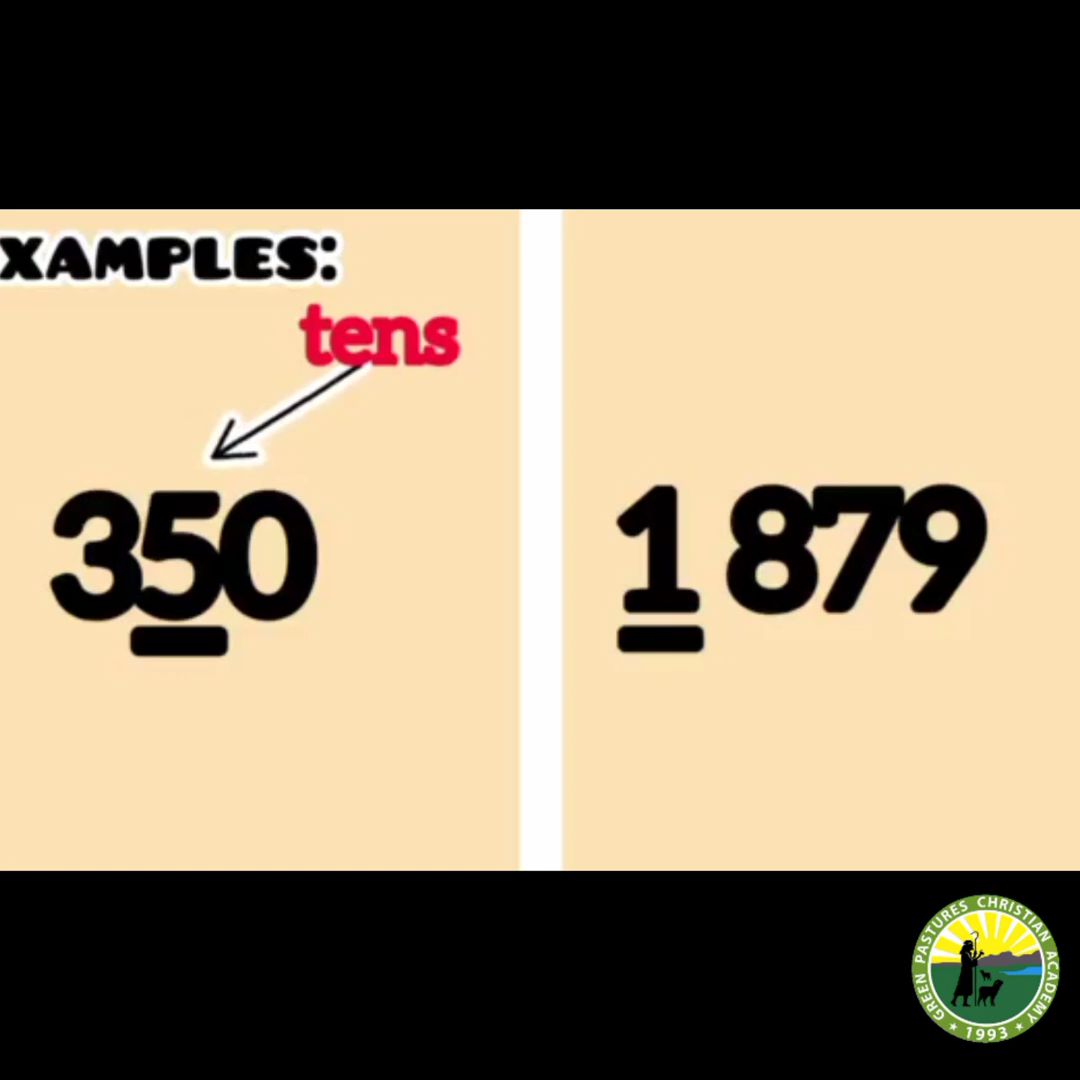 XAMPLES:
tens
350
1 879
GREEN PASTURES CHRISTIAN ACADEMY
★ 1993 ★